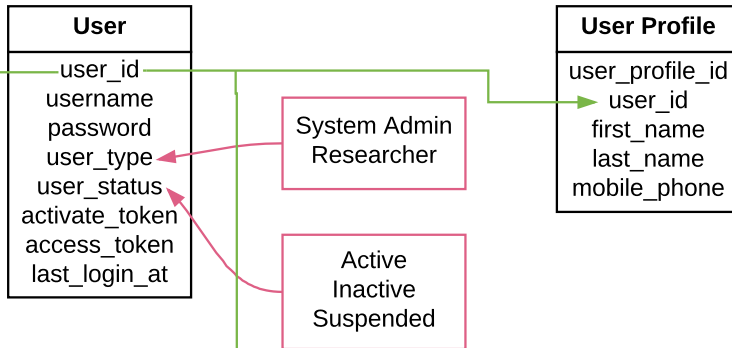 User
user_id
username
password
user_type
user_status
activate_token
access_token
last_login_at
System Admin
Researcher
Active
Inactive
Suspended
User Profile
user_profile_id
user_id
first_name
last_name
mobile_phone